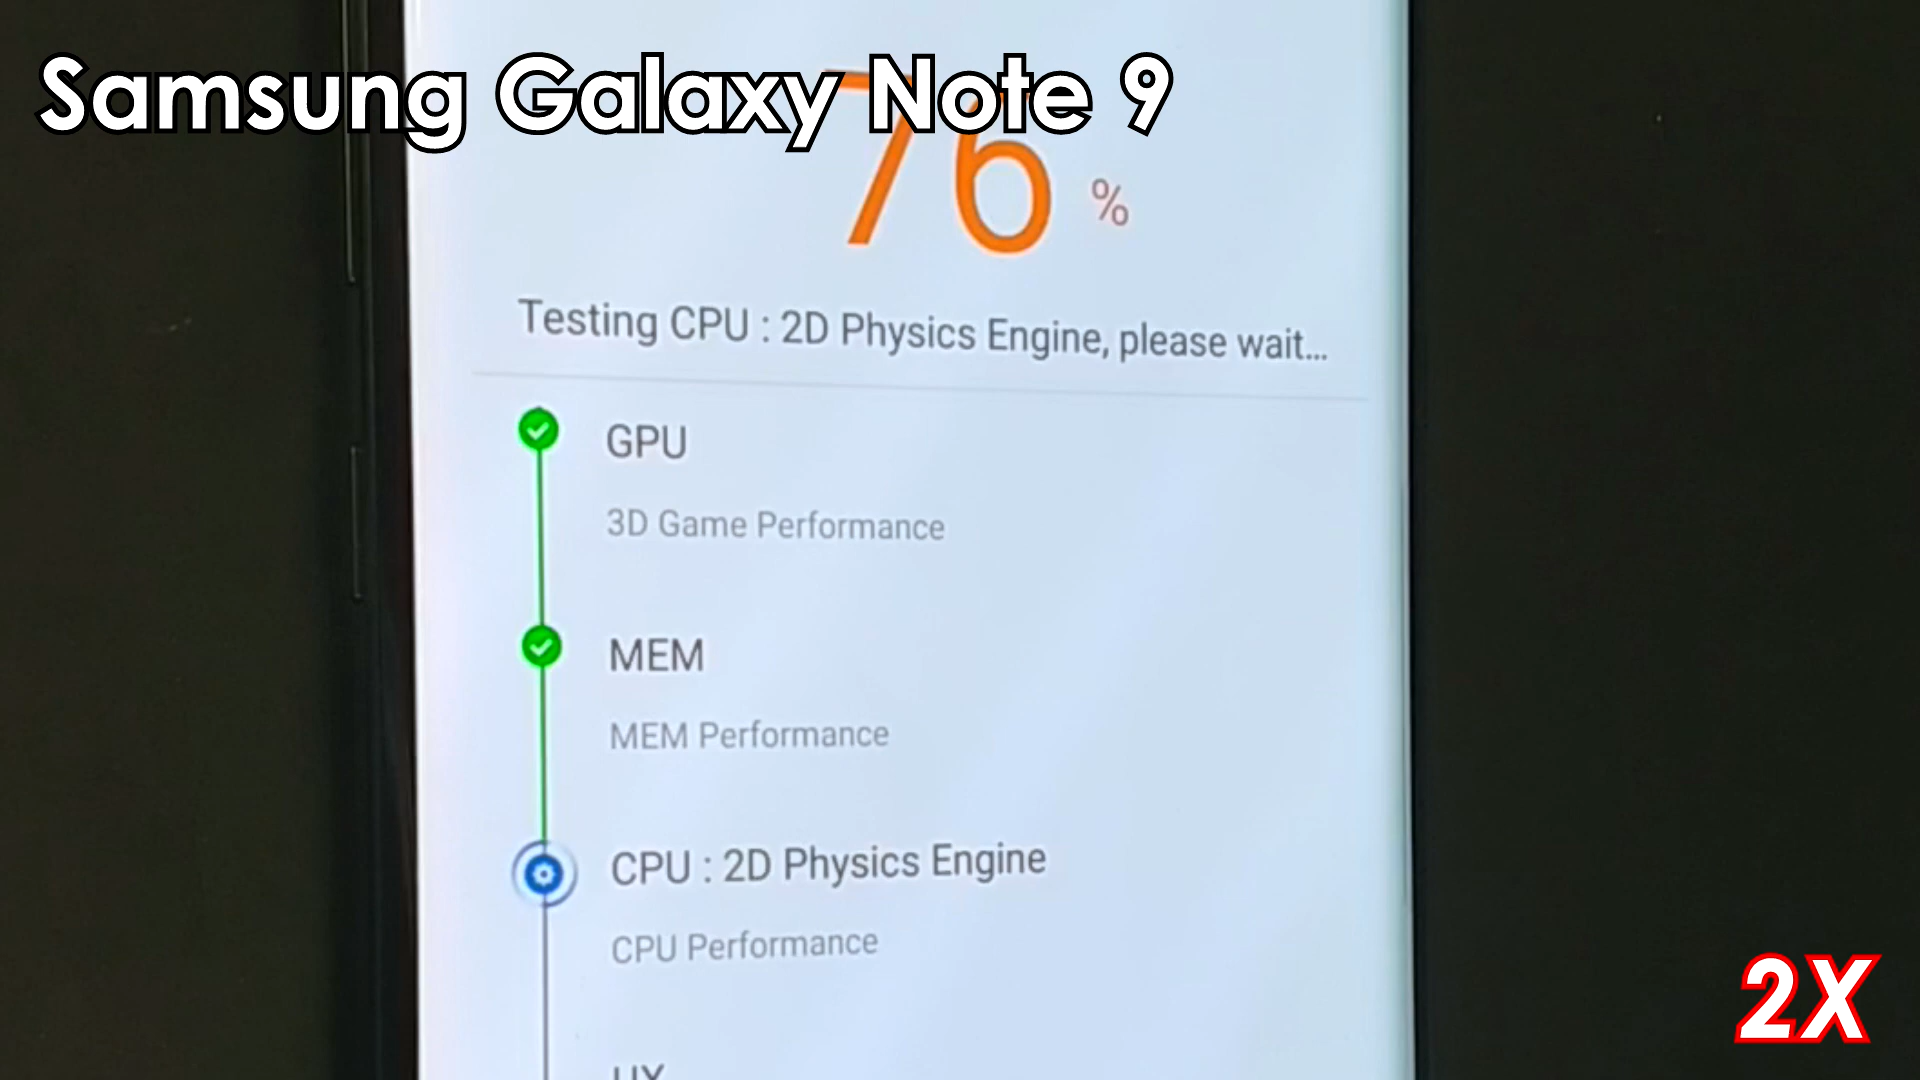 Samsung Galaxy Note 9
76 %
Testing CPU : 2D Physics Engine, please wait...
GPU
3D Game Performance
MEM
MEM Performance
CPU : 2D Physics Engine
CPU Performance
UX
2X